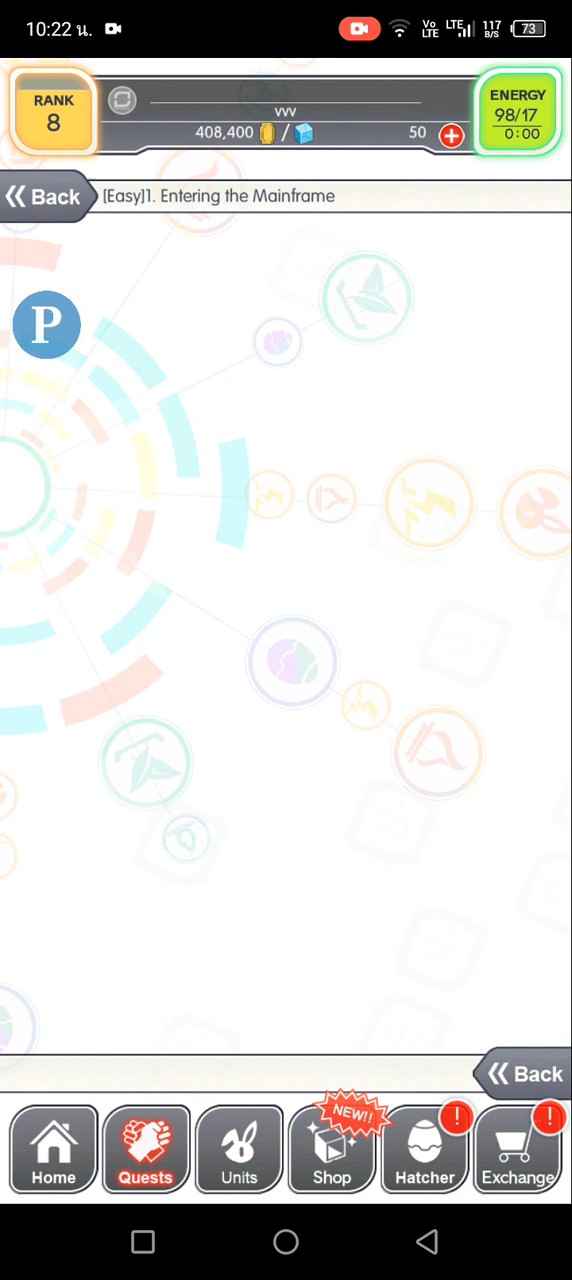 10:22 น.
Vo LTE
LTE
117 B/S
73
RANK
8
VVV
408,400 / 50
ENERGY
98/17
0:00
Back
[Easy]1. Entering the Mainframe
P
Back
Home
Quests
Units
NEW!!
Shop
!
Hatcher
!
Exchange